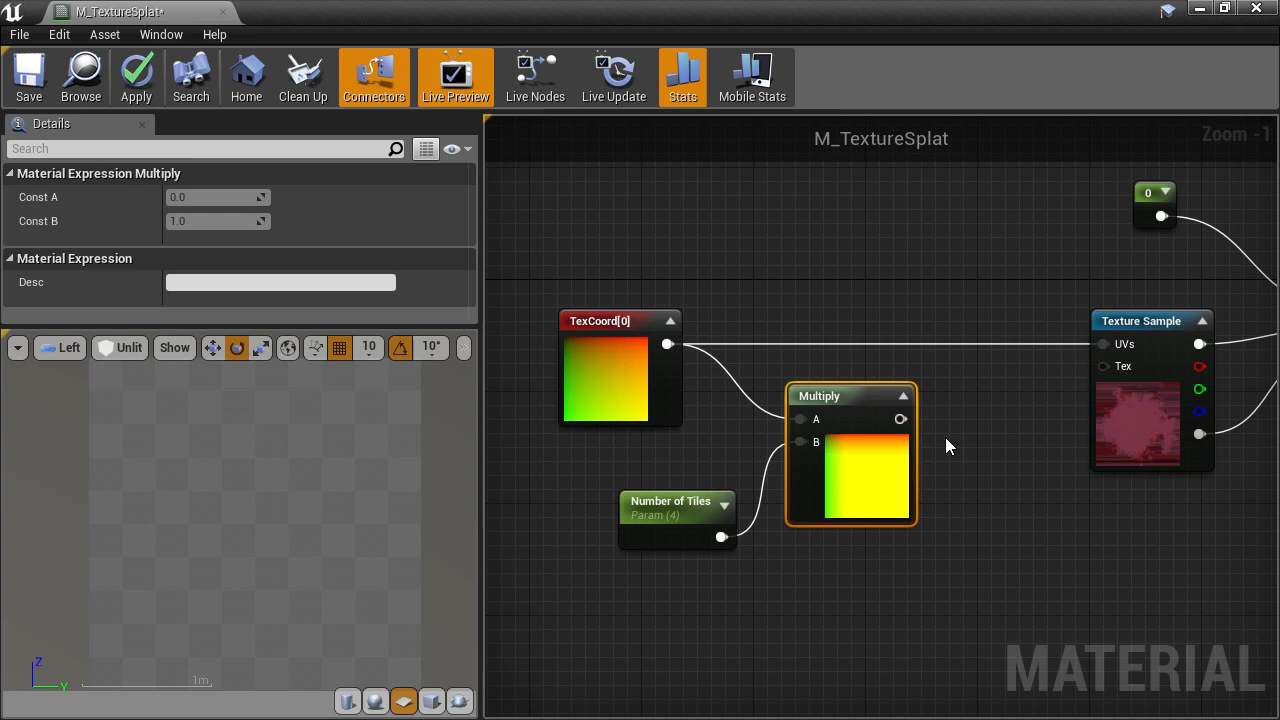 M_TextureSplat*
File Edit Asset Window Help
Save Browse Apply Search Home Clean Up Connectors Live Preview Live Nodes Live Update Stats Mobile Stats
Details
Search
Material Expression Multiply
Const A 0.0
Const B 1.0
Material Expression
Desc
Left Unlit Show 10 10°
Z
Y
1m
M_TextureSplat
Zoom -1
0
TexCoord[0]
Texture Sample
UVs
Tex
Multiply
A
B
Number of Tiles
Param (4)
MATERIAL